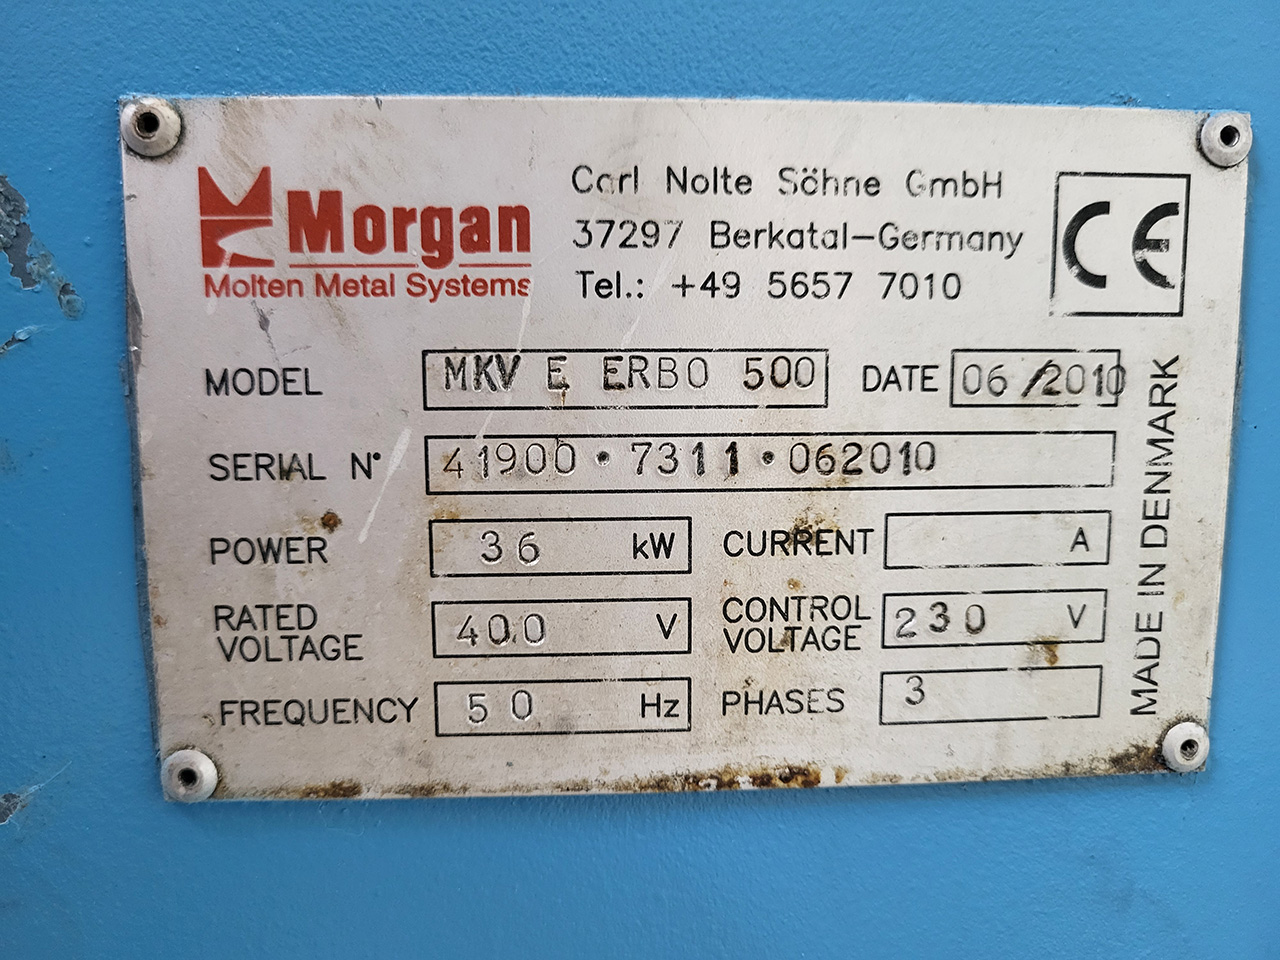 Morgan
Molten Metal Systems
Carl Nolte Söhne GmbH
37297 Berkatal-Germany
Tel.: +49 5657 7010
CE
MODEL MKV E ERBO 500 DATE 06/2010
SERIAL N° 41900·7311·062010
POWER 36 kW CURRENT A
RATED VOLTAGE 400 V CONTROL VOLTAGE 230 V
FREQUENCY 50 Hz PHASES 3
MADE IN DENMARK